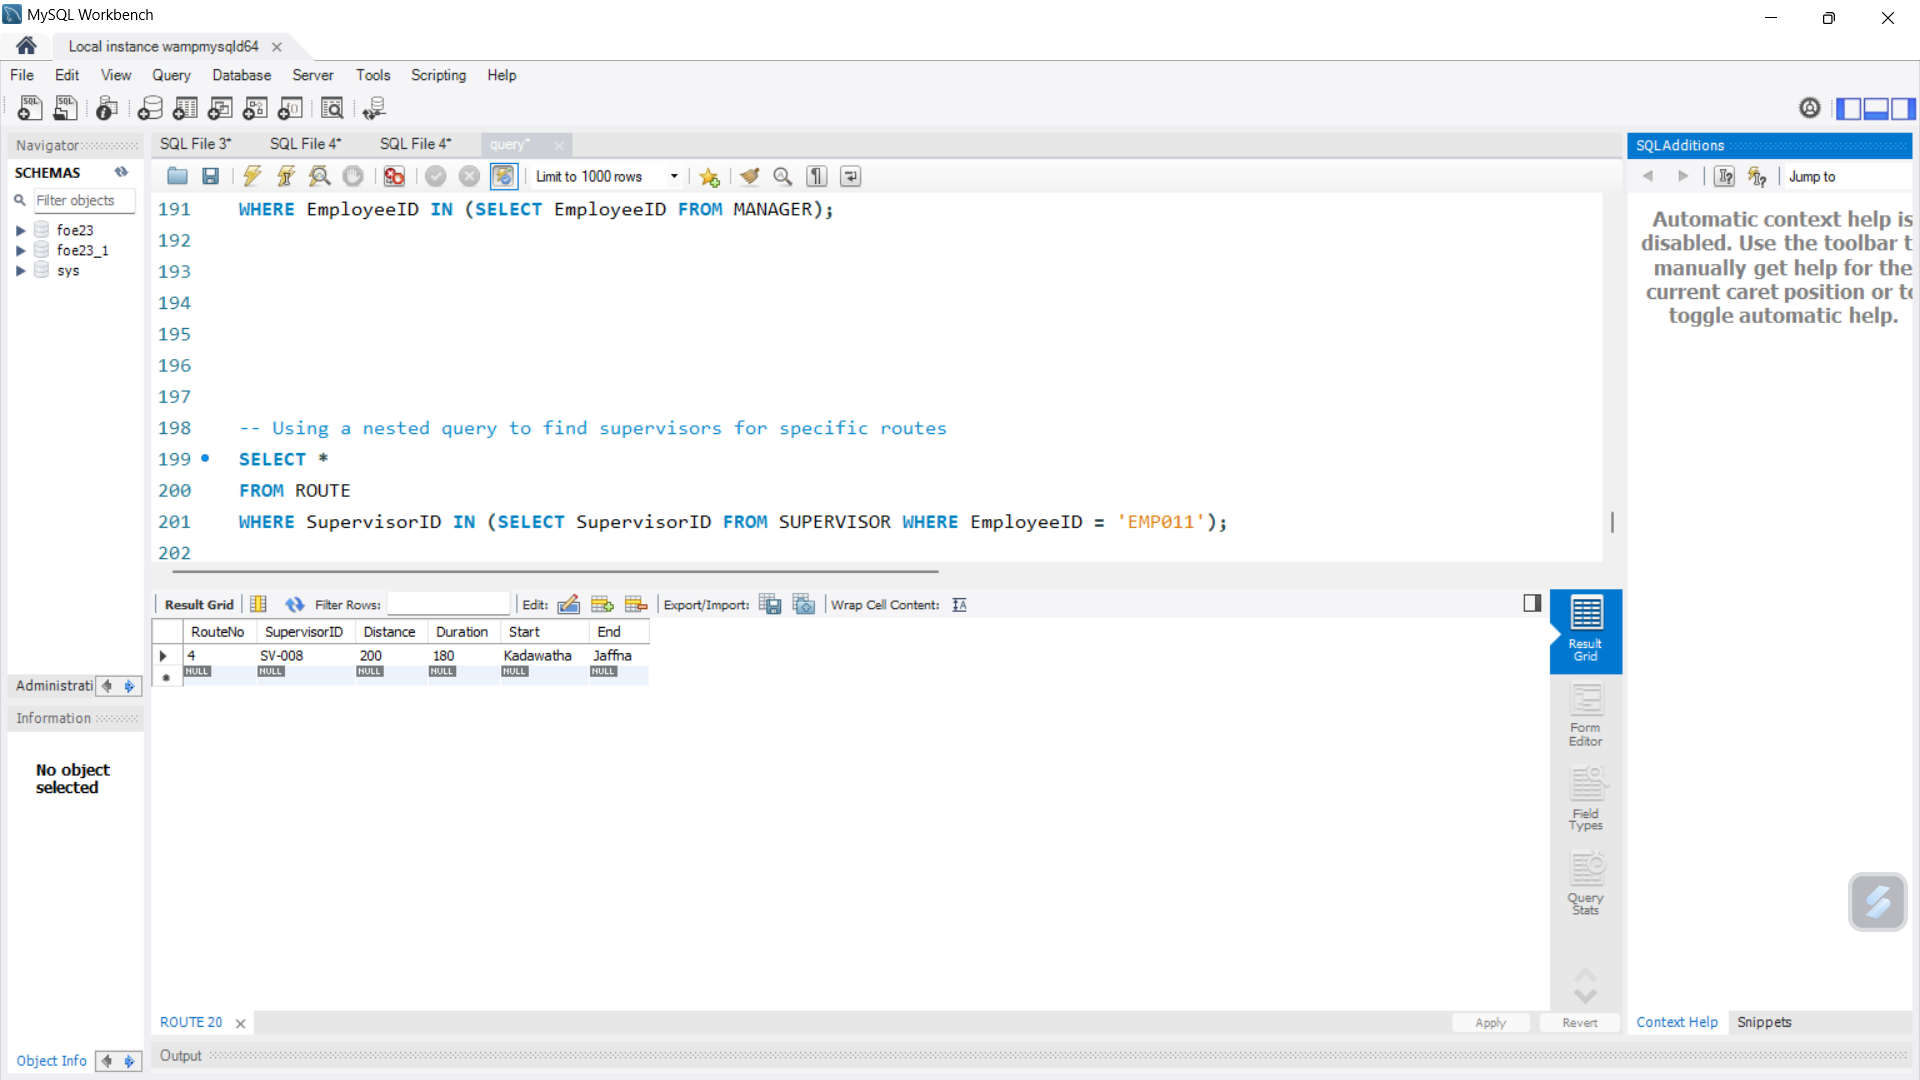 MySQL Workbench
Local instance wampmysqld64
File Edit View Query Database Server Tools Scripting Help
Navigator
SCHEMAS
Filter objects
foe23
foe23_1
sys
Administrati
Information
No object
selected
Object Info
SQL File 3* SQL File 4* SQL File 4* query*
Limit to 1000 rows
191 WHERE EmployeeID IN (SELECT EmployeeID FROM MANAGER);
192
193
194
195
196
197
198 -- Using a nested query to find supervisors for specific routes
199 SELECT *
200 FROM ROUTE
201 WHERE SupervisorID IN (SELECT SupervisorID FROM SUPERVISOR WHERE EmployeeID = 'EMP011');
202
Result Grid Filter Rows: Edit: Export/Import: Wrap Cell Content:
RouteNo SupervisorID Distance Duration Start End
4 SV-008 200 180 Kadawatha Jaffna
NULL NULL NULL NULL NULL NULL
Result
Grid
Form
Editor
Field
Types
Query
Stats
ROUTE 20
Apply Revert
Output
SQLAdditions
Jump to
Automatic context help is
disabled. Use the toolbar t
manually get help for the
current caret position or to
toggle automatic help.
Context Help Snippets